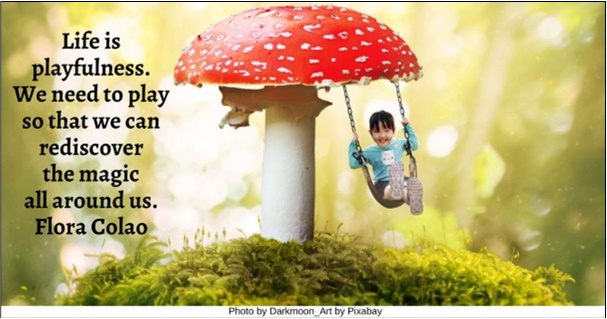 Life is
playfulness.
We need to play
so that we can
rediscover
the magic
all around us.
Flora Colao
Photo by Darkmoon_Art by Pixabay